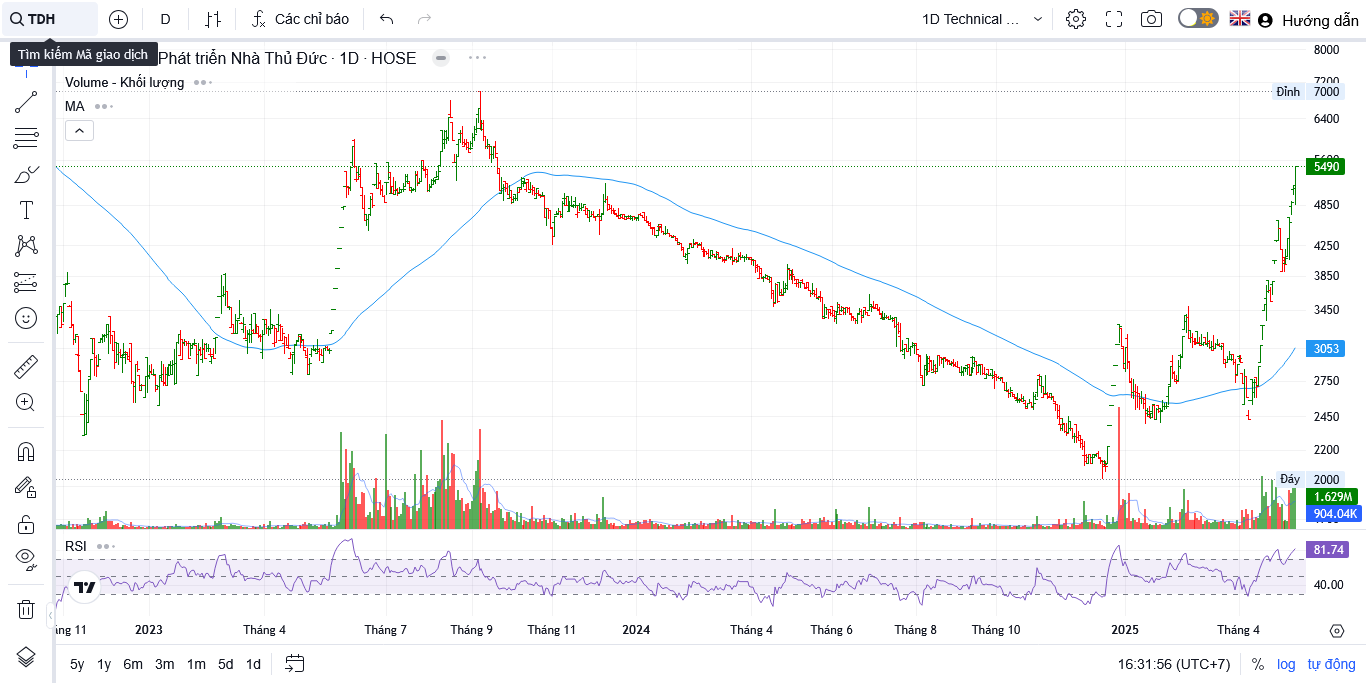 TDH
D
Các chỉ báo
1D Technical ...
Hướng dẫn
Tìm kiếm Mã giao dịch
Phát triển Nhà Thủ Đức · 1D · HOSE
Volume - Khối lượng
MA
8000
7200
Đỉnh 7000
6400
5490
4850
4250
3850
3450
3053
2750
2450
2200
Đáy 2000
1.629M
904.04K
RSI
81.74
40.00
ng 11
2023
Tháng 4
Tháng 7
Tháng 9
Tháng 11
2024
Tháng 4
Tháng 6
Tháng 8
Tháng 10
2025
Tháng 4
5y 1y 6m 3m 1m 5d 1d
16:31:56 (UTC+7)
% log tự động